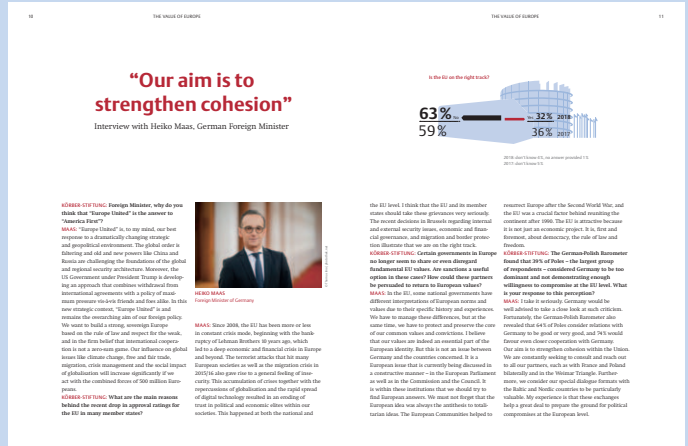 10
THE VALUE OF EUROPE
“Our aim is to
strengthen cohesion”
Interview with Heiko Maas, German Foreign Minister
KÖRBER-STIFTUNG: Foreign Minister, why do you
think that “Europe United” is the answer to
“America First”?
MAAS: “Europe United” is, to my mind, our best
response to a dramatically changing strategic
and geopolitical environment. The global order is
faltering and old and new powers like China and
Russia are challenging the foundations of the global
and regional security architecture. Moreover, the
US Government under President Trump is develop-
ing an approach that combines withdrawal from
international agreements with a policy of maxi-
mum pressure vis-à-vis friends and foes alike. In this
new strategic context, “Europe United” is and
remains the overarching aim of our foreign policy.
We want to build a strong, sovereign Europe
based on the rule of law and respect for the weak,
and in the firm belief that international coopera-
tion is not a zero-sum game. Our influence on global
issues like climate change, free and fair trade,
migration, crisis management and the social impact
of globalisation will increase significantly if we
act with the combined forces of 500 million Euro-
peans.
KÖRBER-STIFTUNG: What are the main reasons
behind the recent drop in approval ratings for
the EU in many member states?
HEIKO MAAS
Foreign Minister of Germany
MAAS: Since 2008, the EU has been more or less
in constant crisis mode, beginning with the bank-
ruptcy of Lehman Brothers 10 years ago, which
led to a deep economic and financial crisis in Europe
and beyond. The terrorist attacks that hit many
European societies as well as the migration crisis in
2015/16 also gave rise to a general feeling of inse-
curity. This accumulation of crises together with the
repercussions of globalisation and the rapid spread
of digital technology resulted in an eroding of
trust in political and economic elites within our
societies. This happened at both the national and
THE VALUE OF EUROPE
11
Is the EU on the right track?
63% No
Yes 32% 2018
59%
36% 2017
the EU level. I think that the EU and its member
states should take these grievances very seriously.
The recent decisions in Brussels regarding internal
and external security issues, economic and finan-
cial governance, and migration and border protec-
tion illustrate that we are on the right track.
KÖRBER-STIFTUNG: Certain governments in Europe
no longer seem to share or even disregard
fundamental EU values. Are sanctions a useful
option in these cases? How could these partners
be persuaded to return to European values?
MAAS: In the EU, some national governments have
different interpretations of European norms and
values due to their specific history and experiences.
We have to manage these differences, but at the
same time, we have to protect and preserve the core
of our common values and convictions. I believe
that our values are indeed an essential part of the
European identity. But this is not an issue between
Germany and the countries concerned. It is a
European issue that is currently being discussed in
a constructive manner – in the European Parliament
as well as in the Commission and the Council. It
is within these institutions that we should try to
find European answers. We must not forget that the
European idea was always the antithesis to totali-
tarian ideas. The European Communities helped to
resurrect Europe after the Second World War, and
the EU was a crucial factor behind reuniting the
continent after 1990. The EU is attractive because
it is not just an economic project. It is, first and
foremost, about democracy, the rule of law and
freedom.
KÖRBER-STIFTUNG: The German-Polish Barometer
found that 39% of Poles – the largest group
of respondents – considered Germany to be too
dominant and not demonstrating enough
willingness to compromise at the EU level. What
is your response to this perception?
MAAS: I take it seriously. Germany would be
well advised to take a close look at such criticism.
Fortunately, the German-Polish Barometer also
revealed that 64% of Poles consider relations with
Germany to be good or very good, and 74% would
favour even closer cooperation with Germany.
Our aim is to strengthen cohesion within the Union.
We are constantly seeking to consult and reach out
to all our partners, such as with France and Poland
bilaterally and in the Weimar Triangle. Further-
more, we consider our special dialogue formats with
the Baltic and Nordic countries to be particularly
valuable. My experience is that these exchanges
help a great deal to prepare the ground for political
compromises at the European level.